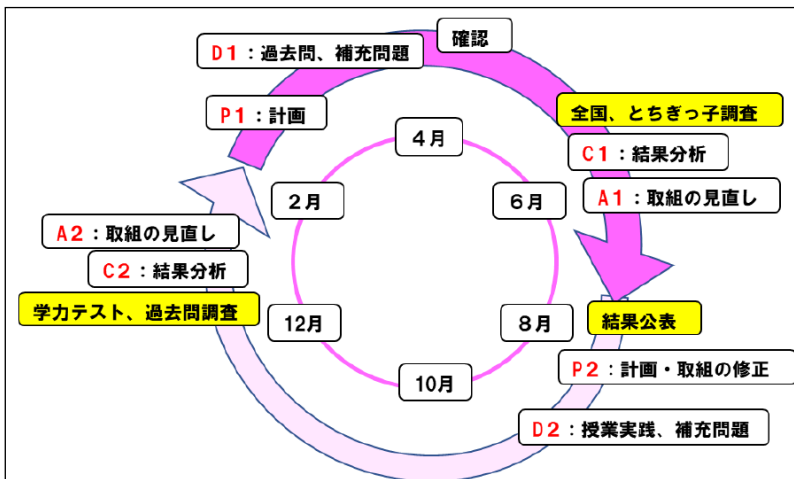 確認
D1：過去問、補充問題
P1：計画
全国、とちぎっ子調査
C1：結果分析
A1：取組の見直し
4月
2月
6月
A2：取組の見直し
C2：結果分析
学力テスト、過去問調査
12月
8月
10月
結果公表
P2：計画・取組の修正
D2：授業実践、補充問題